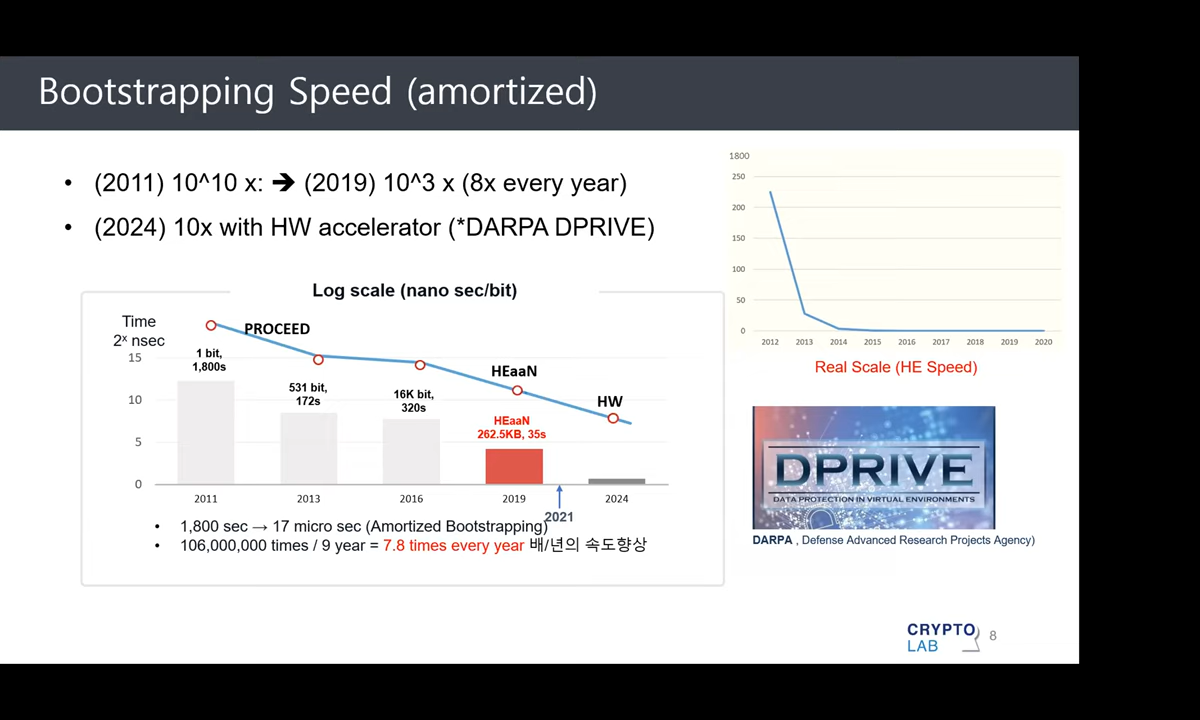 Bootstrapping Speed (amortized)
• (2011) 10^10 x: ➔ (2019) 10^3 x (8x every year)
• (2024) 10x with HW accelerator (*DARPA DPRIVE)
Log scale (nano sec/bit)
Time
2ˣ nsec
15
10
5
0
PROCEED
HEaaN
HW
1 bit,
1,800s
531 bit,
172s
16K bit,
320s
HEaaN
262.5KB, 35s
2011
2013
2016
2019
2024
2021
• 1,800 sec → 17 micro sec (Amortized Bootstrapping)
• 106,000,000 times / 9 year = 7.8 times every year 배/년의 속도향상
1800
250
200
150
100
50
0
2012
2013
2014
2015
2016
2017
2018
2019
2020
Real Scale (HE Speed)
DPRIVE
DATA PROTECTION IN VIRTUAL ENVIRONMENTS
DARPA , Defense Advanced Research Projects Agency)
CRYPTO
LAB
8